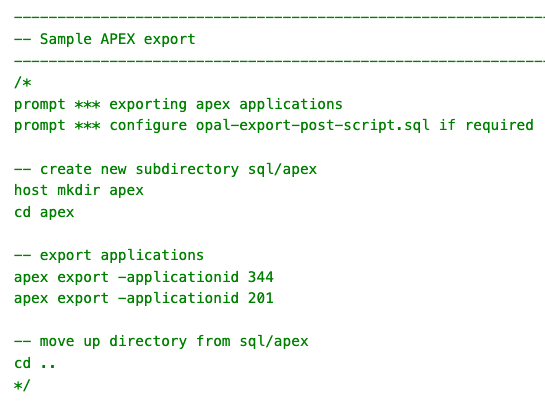 --------------------------------------------------------------
-- Sample APEX export
--------------------------------------------------------------
/*
prompt *** exporting apex applications
prompt *** configure opal-export-post-script.sql if required

-- create new subdirectory sql/apex
host mkdir apex
cd apex

-- export applications
apex export -applicationid 344
apex export -applicationid 201

-- move up directory from sql/apex
cd ..
*/